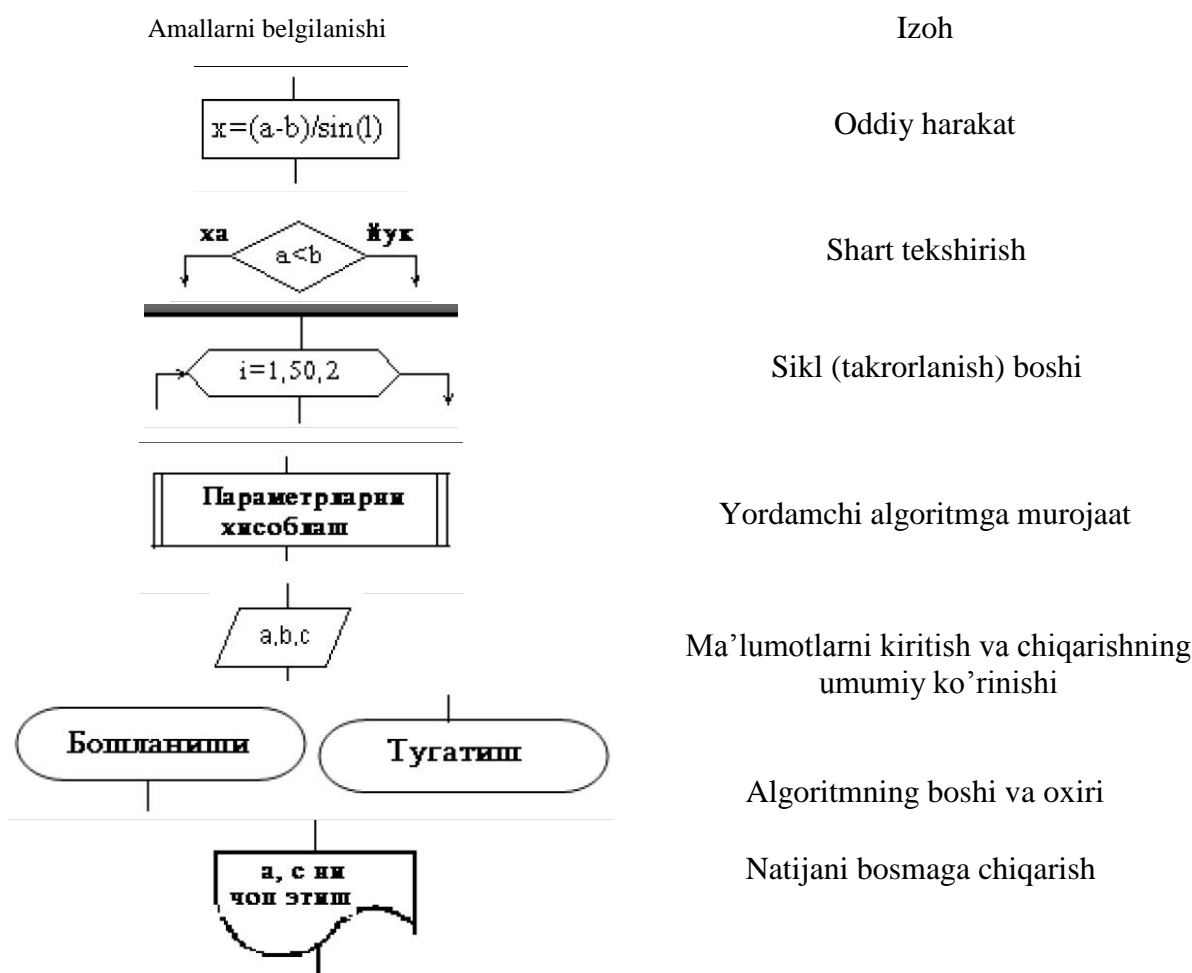 Amallarni belgilanishi
Izoh
x=(a-b)/sin(l)
Oddiy harakat
ха
йук
a<b
Shart tekshirish
i=1,50,2
Sikl (takrorlanish) boshi
Параметрларни
хисоблаш
Yordamchi algoritmga murojaat
a,b,c
Ma’lumotlarni kiritish va chiqarishning
umumiy ko’rinishi
Бошланиши
Тугатиш
Algoritmning boshi va oxiri
а, с ни
чоп этиш
Natijani bosmaga chiqarish